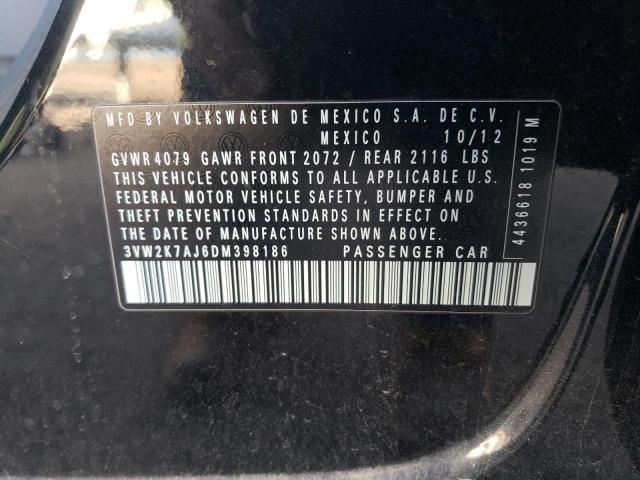 MFD BY VOLKSWAGEN DE MEXICO S.A. DE C.V.
MEXICO 10/12
GVWR 4079 GAWR FRONT 2072 / REAR 2116 LBS
THIS VEHICLE CONFORMS TO ALL APPLICABLE U.S.
FEDERAL MOTOR VEHICLE SAFETY, BUMPER AND
THEFT PREVENTION STANDARDS IN EFFECT ON
THE DATE OF MANUFACTURE SHOWN ABOVE.
3VW2K7AJ6DM398186 PASSENGER CAR
4436618 1019 M